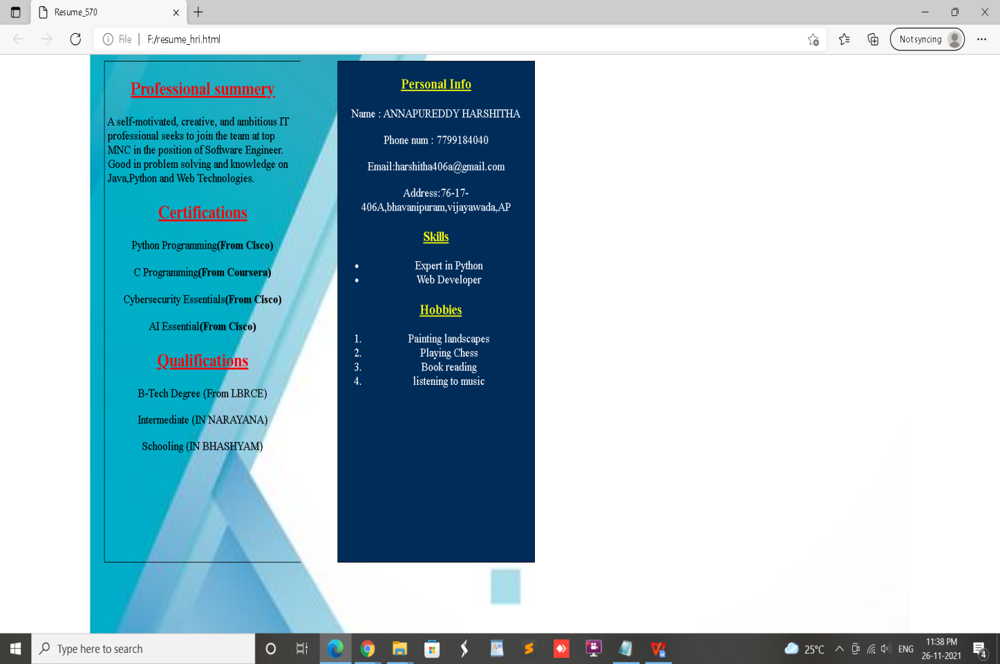 Resume_570
File
F:/resume_hri.html
Not syncing
Professional summery
A self-motivated, creative, and ambitious IT
professional seeks to join the team at top
MNC in the position of Software Engineer.
Good in problem solving and knowledge on
Java,Python and Web Technologies.
Certifications
Python Programming(From Cisco)
C Programming(From Coursera)
Cybersecurity Essentials(From Cisco)
AI Essential(From Cisco)
Qualifications
B-Tech Degree (From LBRCE)
Intermediate (IN NARAYANA)
Schooling (IN BHASHYAM)
Personal Info
Name : ANNAPUREDDY HARSHITHA
Phone num : 7799184040
Email:harshitha406a@gmail.com
Address:76-17-
406A,bhavanipuram,vijayawada,AP
Skills
• Expert in Python
• Web Developer
Hobbies
1. Painting landscapes
2. Playing Chess
3. Book reading
4. listening to music
Type here to search
25°C
ENG
11:38 PM
26-11-2021
4